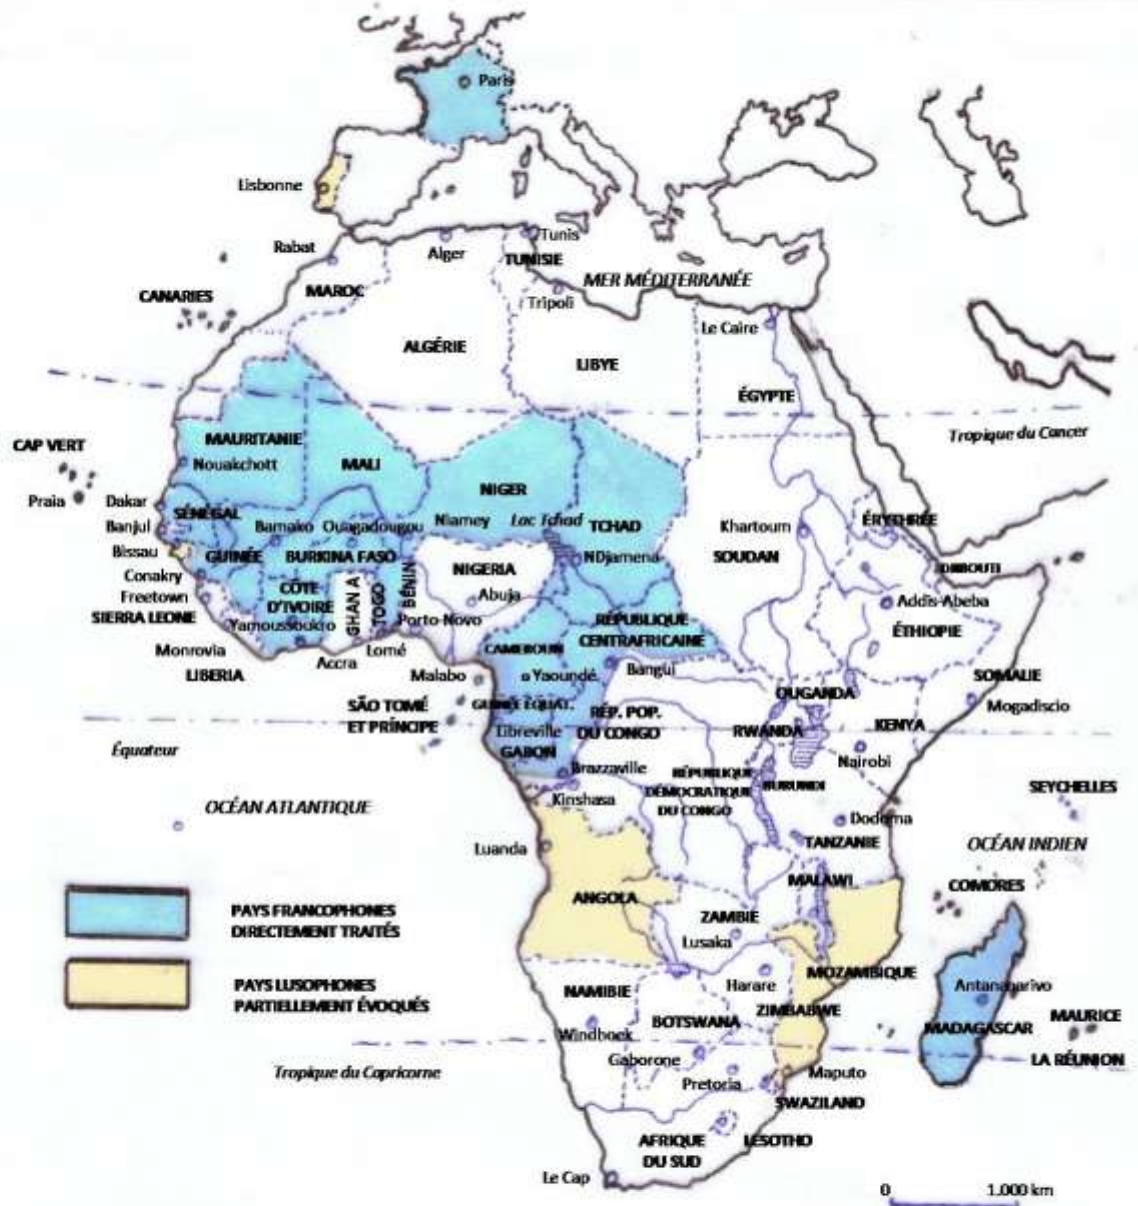 Paris
Lisbonne
Rabat
Alger
Tunis
TUNISIE
MER MÉDITERRANÉE
MAROC
Tripoli
CANARIES
Le Caire
ALGÉRIE
LIBYE
ÉGYPTE
Tropique du Cancer
CAP VERT
MAURITANIE
Nouakchott
MALI
NIGER
Praia
Dakar
SÉNÉGAL
Banjul
Bamako
Ouagadougou
Niamey
Lac Tchad
TCHAD
Khartoum
ÉRYTHRÉE
Bissau
GUINÉE
BURKINA FASO
NDjamena
SOUDAN
NIGERIA
DJIBOUTI
Conakry
CÔTE
D'IVOIRE
GHANA
TOGO
BÉNIN
Abuja
Addis-Abeba
Freetown
SIERRA LEONE
Yamoussoukro
Porto-Novo
RÉPUBLIQUE
CENTRAFRICAINE
ÉTHIOPIE
Monrovia
Accra
Lomé
CAMEROUN
LIBERIA
Malabo
Yaoundé
Bangui
SOMALIE
OUGANDA
SÃO TOMÉ
ET PRÍNCIPE
GUINÉE ÉQUAT.
RÉP. POP.
DU CONGO
Mogadiscio
RWANDA
KENYA
Équateur
Libreville
GABON
Nairobi
Brazzaville
RÉPUBLIQUE
DÉMOCRATIQUE
DU CONGO
BURUNDI
SEYCHELLES
Kinshasa
OCÉAN ATLANTIQUE
Dodoma
TANZANIE
OCÉAN INDIEN
Luanda
MALAWI
COMORES
ANGOLA
PAYS FRANCOPHONES
DIRECTEMENT TRAITÉS
ZAMBIE
Lusaka
PAYS LUSOPHONES
PARTIELLEMENT ÉVOQUÉS
MOZAMBIQUE
NAMIBIE
Harare
Antananarivo
ZIMBABWE
BOTSWANA
MADAGASCAR
MAURICE
Windhoek
Gaborone
LA RÉUNION
Tropique du Capricorne
Pretoria
Maputo
SWAZILAND
AFRIQUE
DU SUD
LESOTHO
Le Cap
0
1.000 km